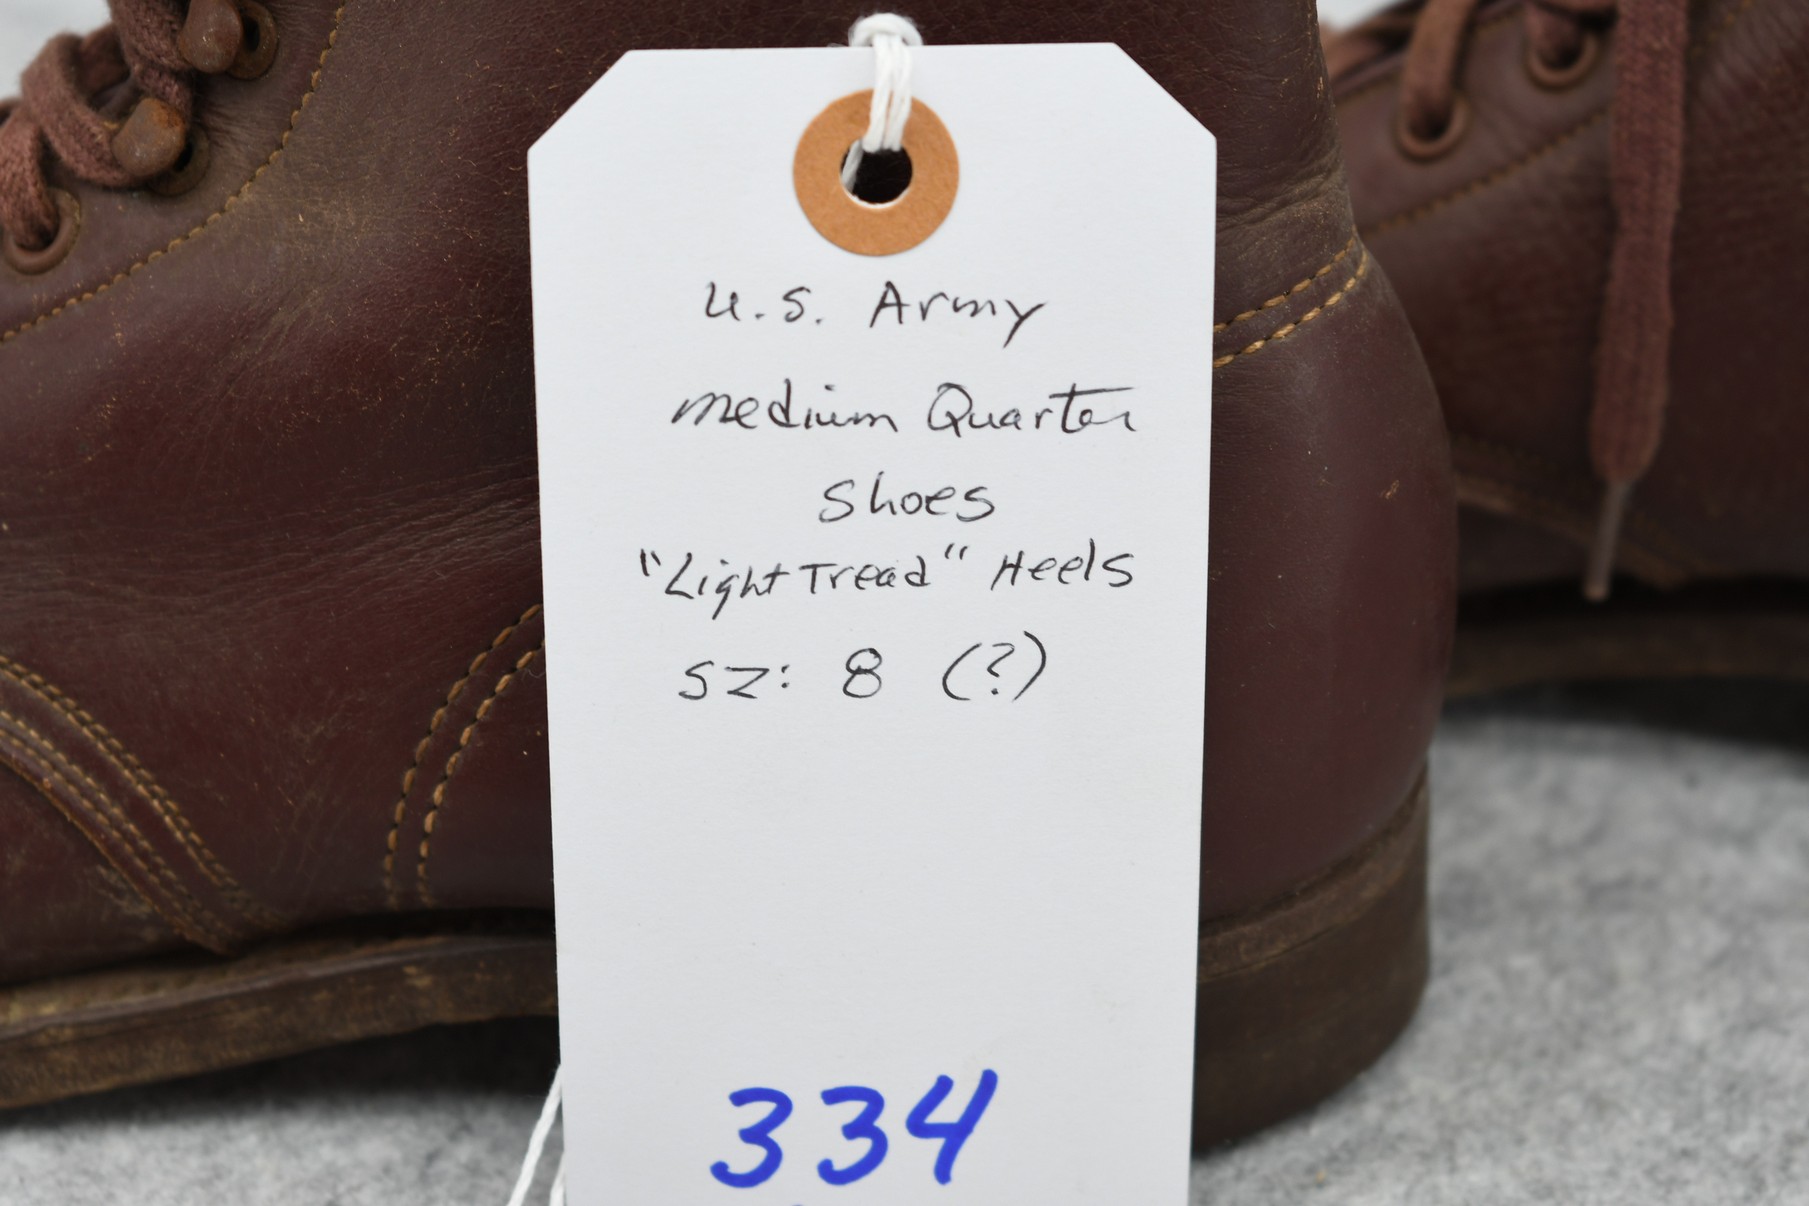 U.S. Army
Medium Quarter
Shoes
"Light Tread" Heels
SZ: 8 (?)
334